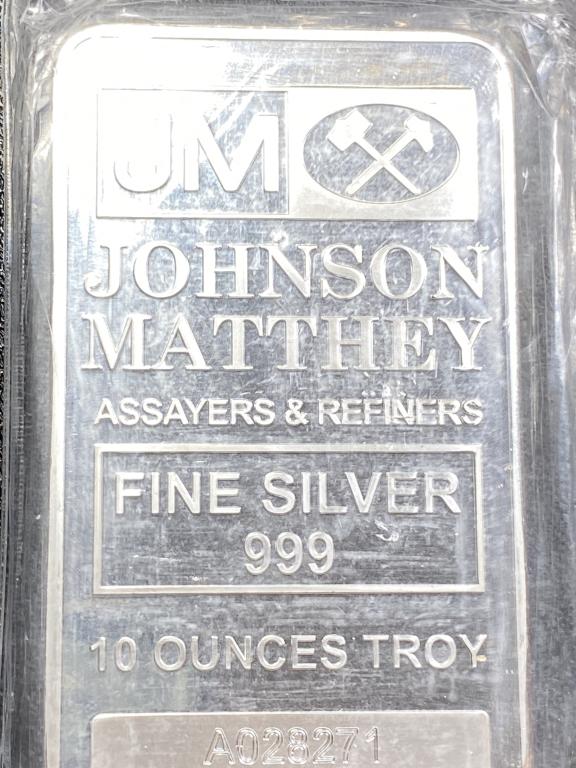 JM
JOHNSON
MATTHEY
ASSAYERS & REFINERS
FINE SILVER
999
10 OUNCES TROY
A028271